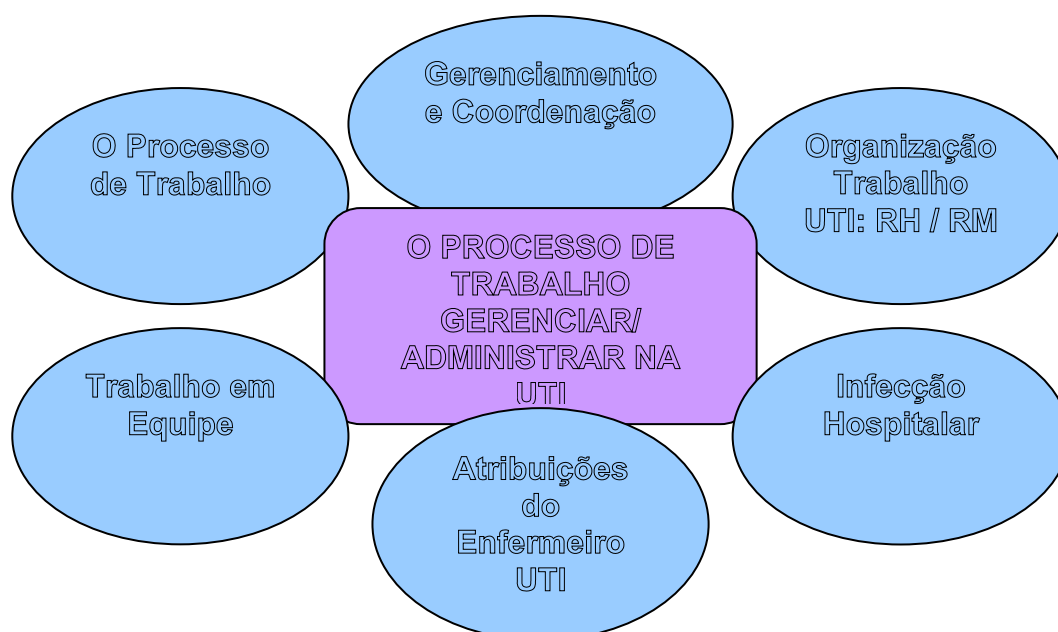 Gerenciamento
e Coordenação
O Processo
de Trabalho
Organização
Trabalho
UTI: RH / RM
O PROCESSO DE
TRABALHO
GERENCIAR/
ADMINISTRAR NA
UTI
Trabalho em
Equipe
Infecção
Hospitalar
Atribuições
do
Enfermeiro
UTI